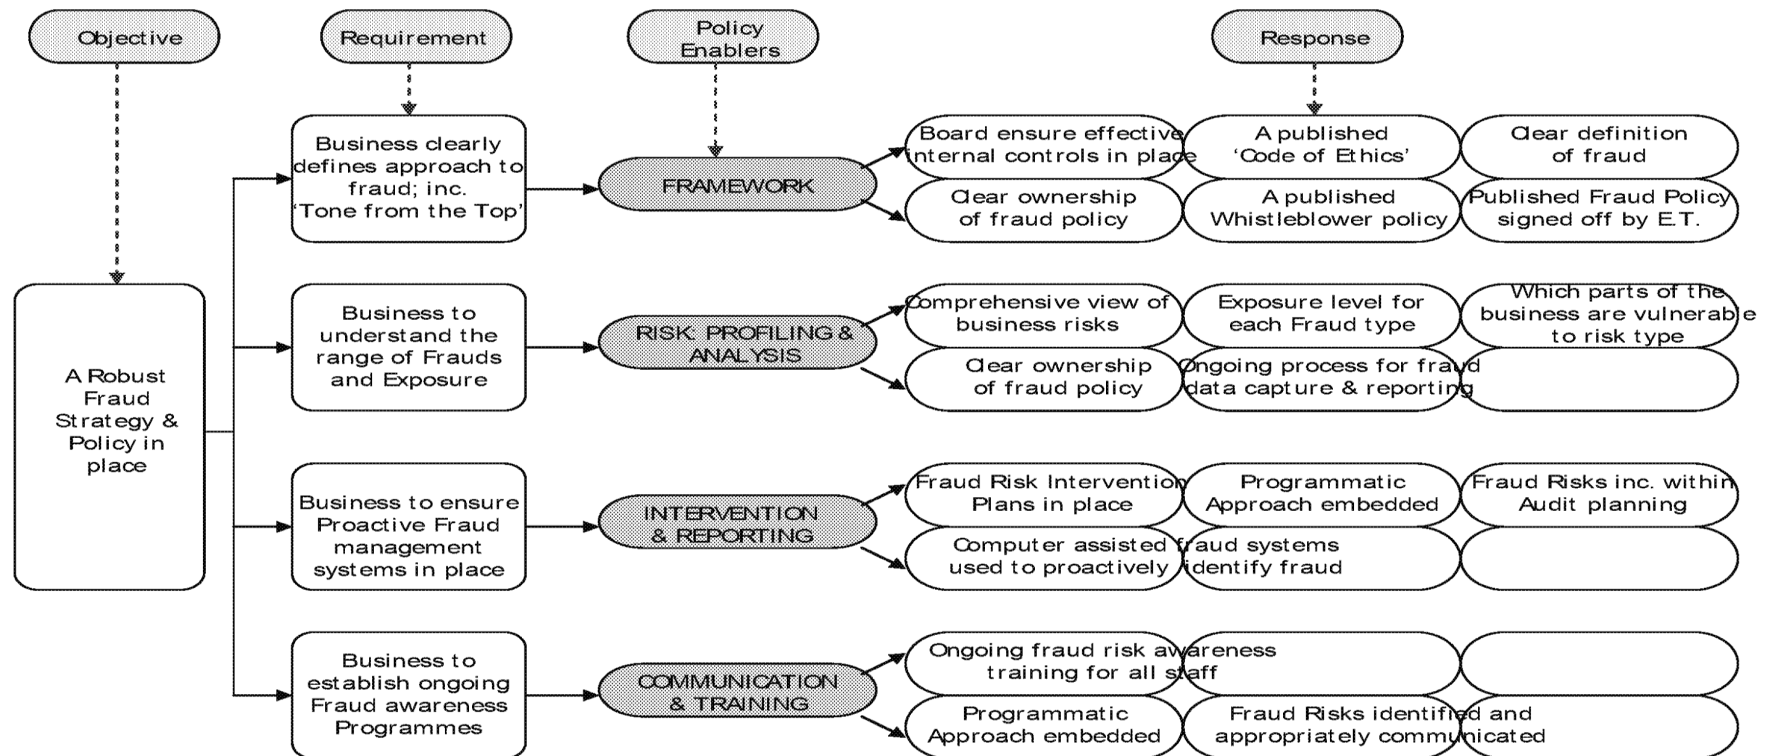 Objective
Requirement
Policy
Enablers
Response
A Robust
Fraud
Strategy &
Policy in
place
Business clearly
defines approach to
fraud; inc.
‘Tone from the Top’
FRAMEWORK
Board ensure effective
internal controls in place
A published
‘Code of Ethics’
Clear definition
of fraud
Clear ownership
of fraud policy
A published
Whistleblower policy
Published Fraud Policy
signed off by E.T.
Business to
understand the
range of Frauds
and Exposure
RISK: PROFILING &
ANALYSIS
Comprehensive view of
business risks
Exposure level for
each Fraud type
Which parts of the
business are vulnerable
to risk type
Clear ownership
of fraud policy
Ongoing process for fraud
data capture & reporting
Business to ensure
Proactive Fraud
management
systems in place
INTERVENTION
& REPORTING
Fraud Risk Intervention
Plans in place
Programmatic
Approach embedded
Fraud Risks inc. within
Audit planning
Computer assisted fraud systems
used to proactively identify fraud
Business to
establish ongoing
Fraud awareness
Programmes
COMMUNICATION
& TRAINING
Ongoing fraud risk awareness
training for all staff
Programmatic
Approach embedded
Fraud Risks identified and
appropriately communicated